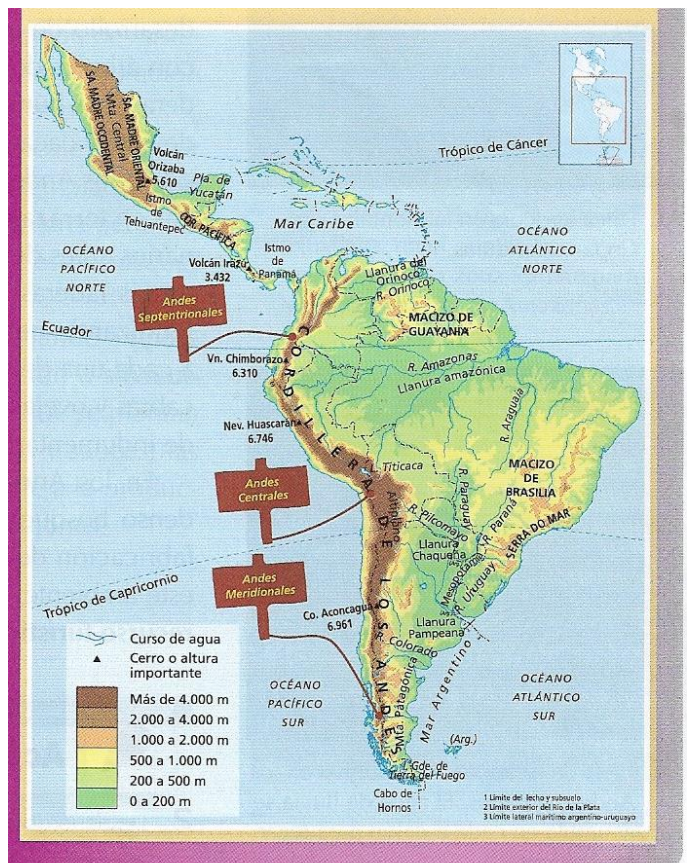 Trópico de Cáncer
SA. MADRE OCCIDENTAL
Mta. Central
SA. MADRE ORIENTAL
Volcán
Orizaba
5.610
Pla. de
Yucatán
Istmo
de
Tehuantepec
COR. PACÍFICA
Mar Caribe
OCÉANO
PACÍFICO
NORTE
OCÉANO
ATLÁNTICO
NORTE
Volcán Irazú
3.432
Istmo
de
Panamá
Llanura del
Orinoco
R. Orinoco
Andes
Septentrionales
MACIZO DE
GUAYANIA
Ecuador
Vn. Chimborazo
6.310
R. Amazonas
Llanura amazónica
CORDILLERA DE LOS ANDES
Nev. Huascarán
6.746
R. Araguaia
L. Titicaca
MACIZO
DE
BRASILIA
Andes
Centrales
Altiplano
R. Paraguay
R. Pilcomayo
R. Paraná
SERRA DO MAR
Llanura
Chaqueña
Mesopotamia
R. Uruguay
Trópico de Capricornio
Andes
Meridionales
Co. Aconcagua
6.961
Llanura
Pampeana
Colorado
Mta. Patagónica
Mar Argentino
OCÉANO
PACÍFICO
SUR
OCÉANO
ATLÁNTICO
SUR
(Arg.)
I. Gde. de
Tierra del Fuego
Cabo de
Hornos
Curso de agua
Cerro o altura
importante
Más de 4.000 m
2.000 a 4.000 m
1.000 a 2.000 m
500 a 1.000 m
200 a 500 m
0 a 200 m
1 Límite del lecho y subsuelo
2 Límite exterior del Río de la Plata
3 Límite lateral marítimo argentino-uruguayo